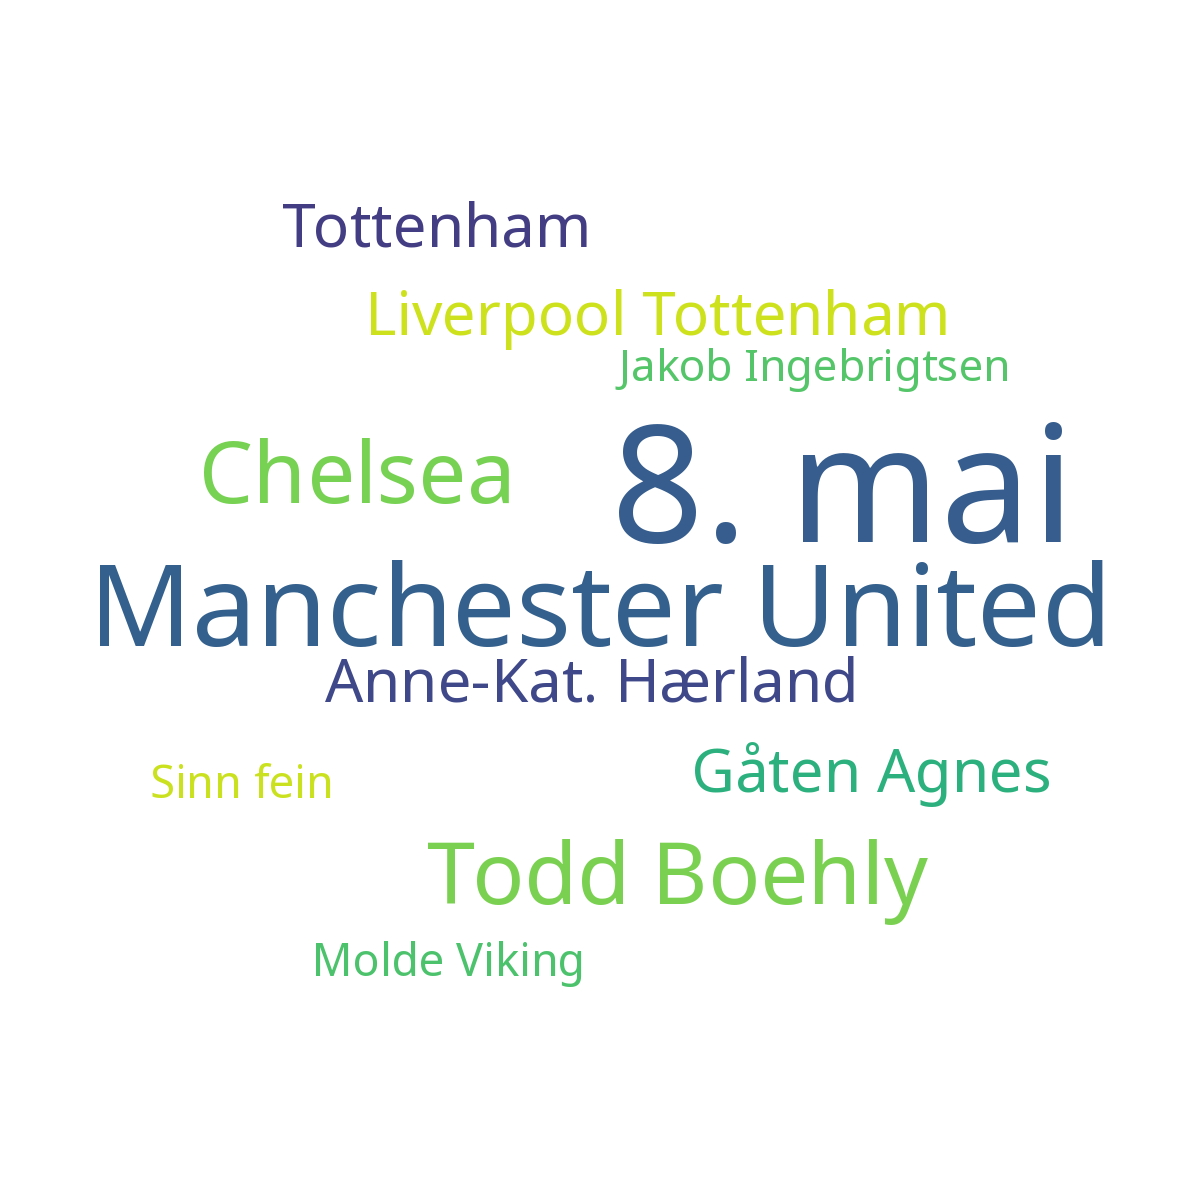 Tottenham
Liverpool Tottenham
Jakob Ingebrigtsen
Chelsea
8. mai
Manchester United
Anne-Kat. Hærland
Gåten Agnes
Sinn fein
Todd Boehly
Molde Viking